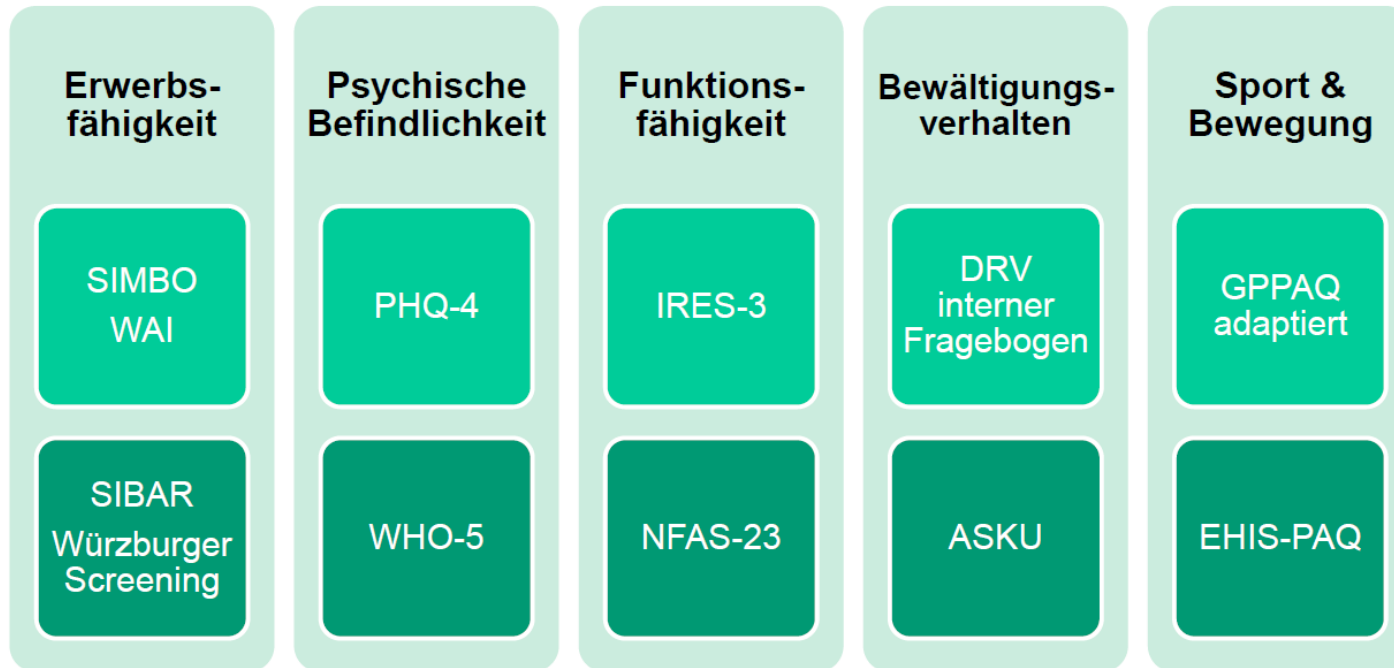 Erwerbs-
fähigkeit
Psychische
Befindlichkeit
Funktions-
fähigkeit
Bewältigungs-
verhalten
Sport &
Bewegung
SIMBO
WAI
PHQ-4
IRES-3
DRV
interner
Fragebogen
GPPAQ
adaptiert
SIBAR
Würzburger
Screening
WHO-5
NFAS-23
ASKU
EHIS-PAQ